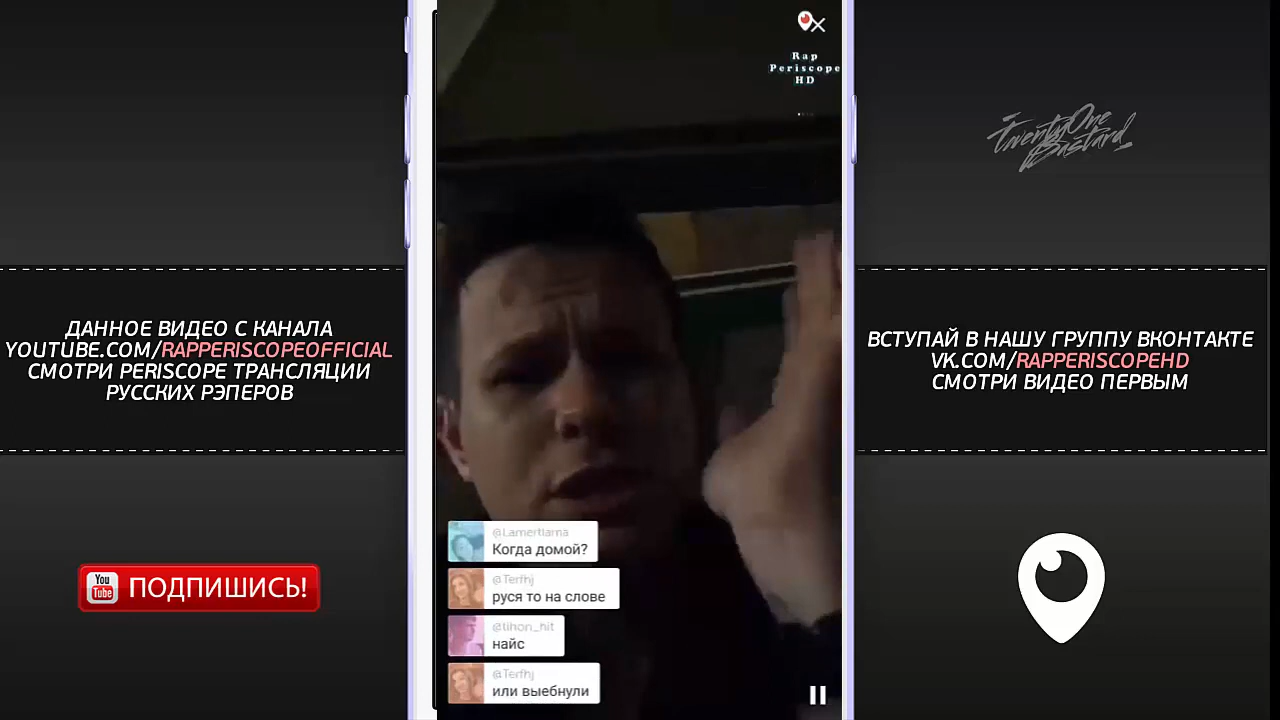 Rap
Periscope
HD
TwentyOne
Bastard
ДАННОЕ ВИДЕО С КАНАЛА
YOUTUBE.COM/RAPPERISCOPEOFFICIAL
СМОТРИ PERISCOPE ТРАНСЛЯЦИИ
РУССКИХ РЭПЕРОВ
ВСТУПАЙ В НАШУ ГРУППУ ВКОНТАКТЕ
VK.COM/RAPPERISCOPEHD
СМОТРИ ВИДЕО ПЕРВЫМ
@Lamertlama
Когда домой?
@Terfhj
руся то на слове
@tihon_hit
найс
@Terfhj
или выебнули
You
Tube
ПОДПИШИСЬ!